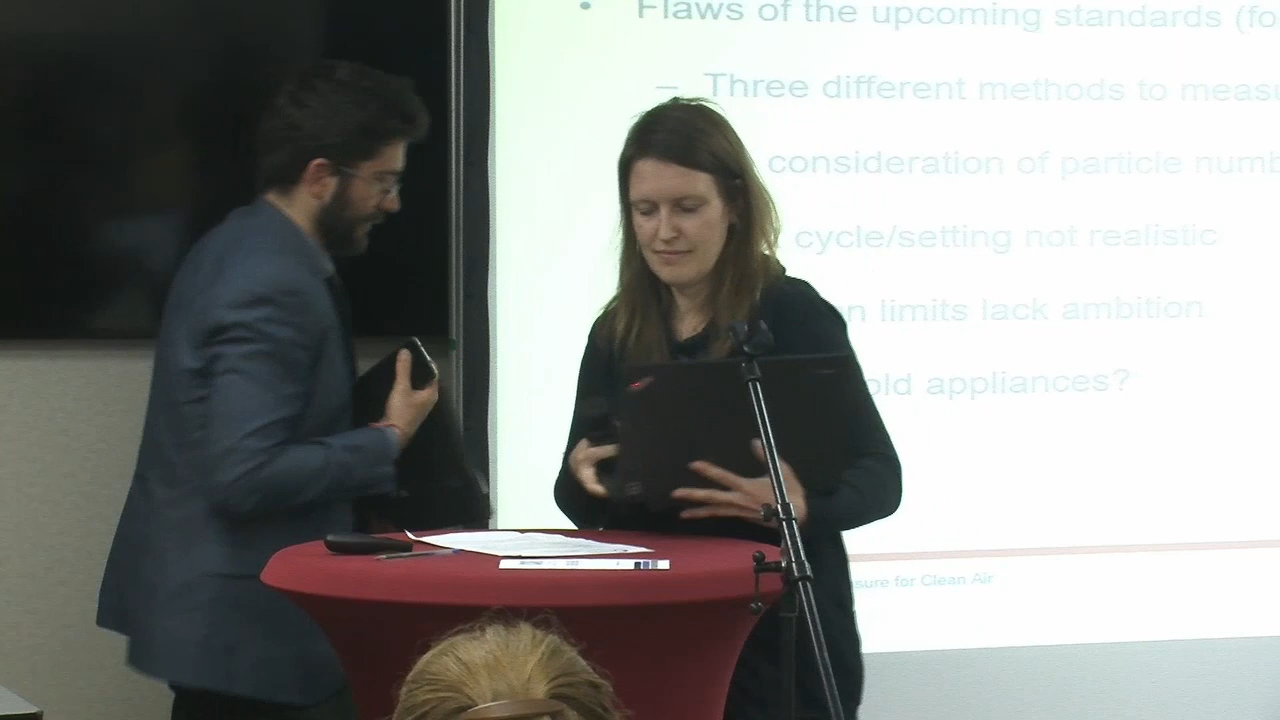 • Flaws of the upcoming standards (fo
– Three different methods to measu
consideration of particle numb
cycle/setting not realistic
n limits lack ambition
old appliances?
sure for Clean Air